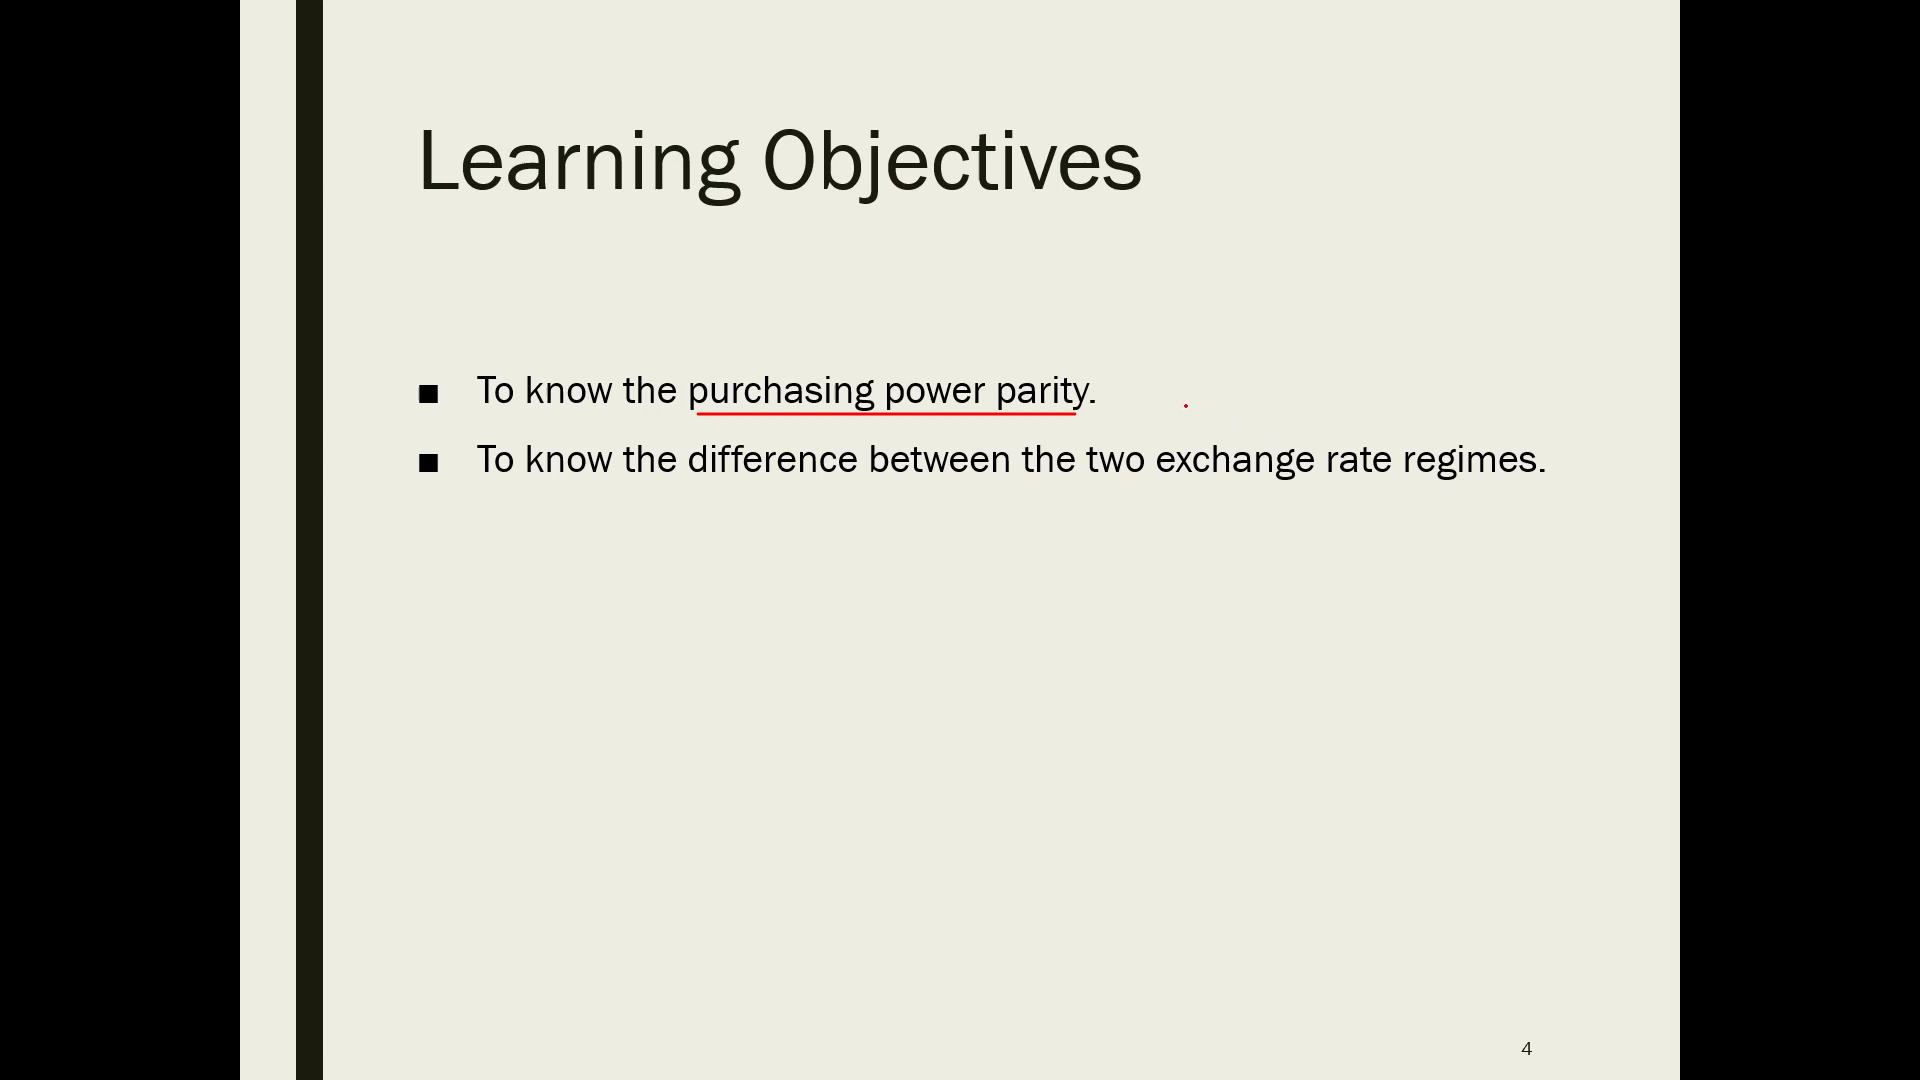 Learning Objectives
■ To know the purchasing power parity.
■ To know the difference between the two exchange rate regimes.
4